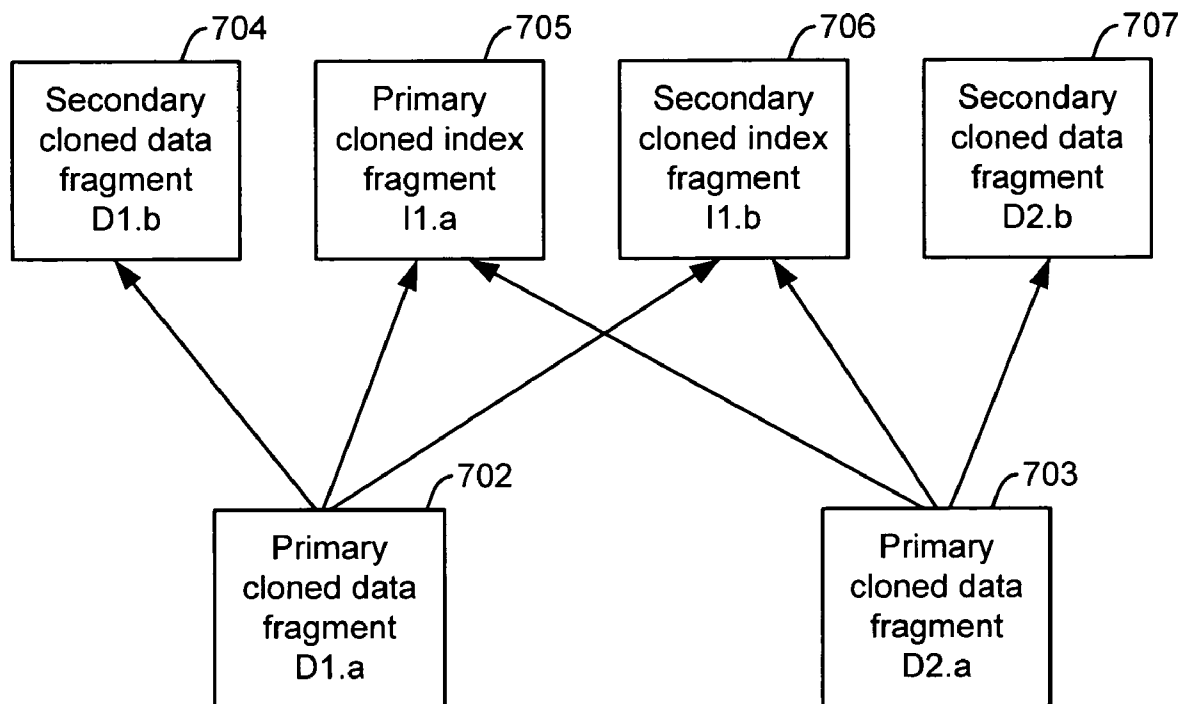 704
705
706
707
Secondary
cloned data
fragment
D1.b
Primary
cloned index
fragment
I1.a
Secondary
cloned index
fragment
I1.b
Secondary
cloned data
fragment
D2.b
702
703
Primary
cloned data
fragment
D1.a
Primary
cloned data
fragment
D2.a